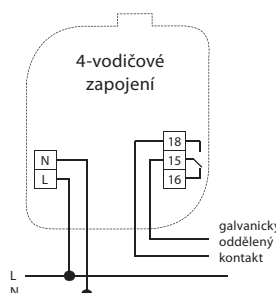 4-vodičové
zapojení
18
15
16
N
L
galvanicky
oddělený
kontakt
L
N